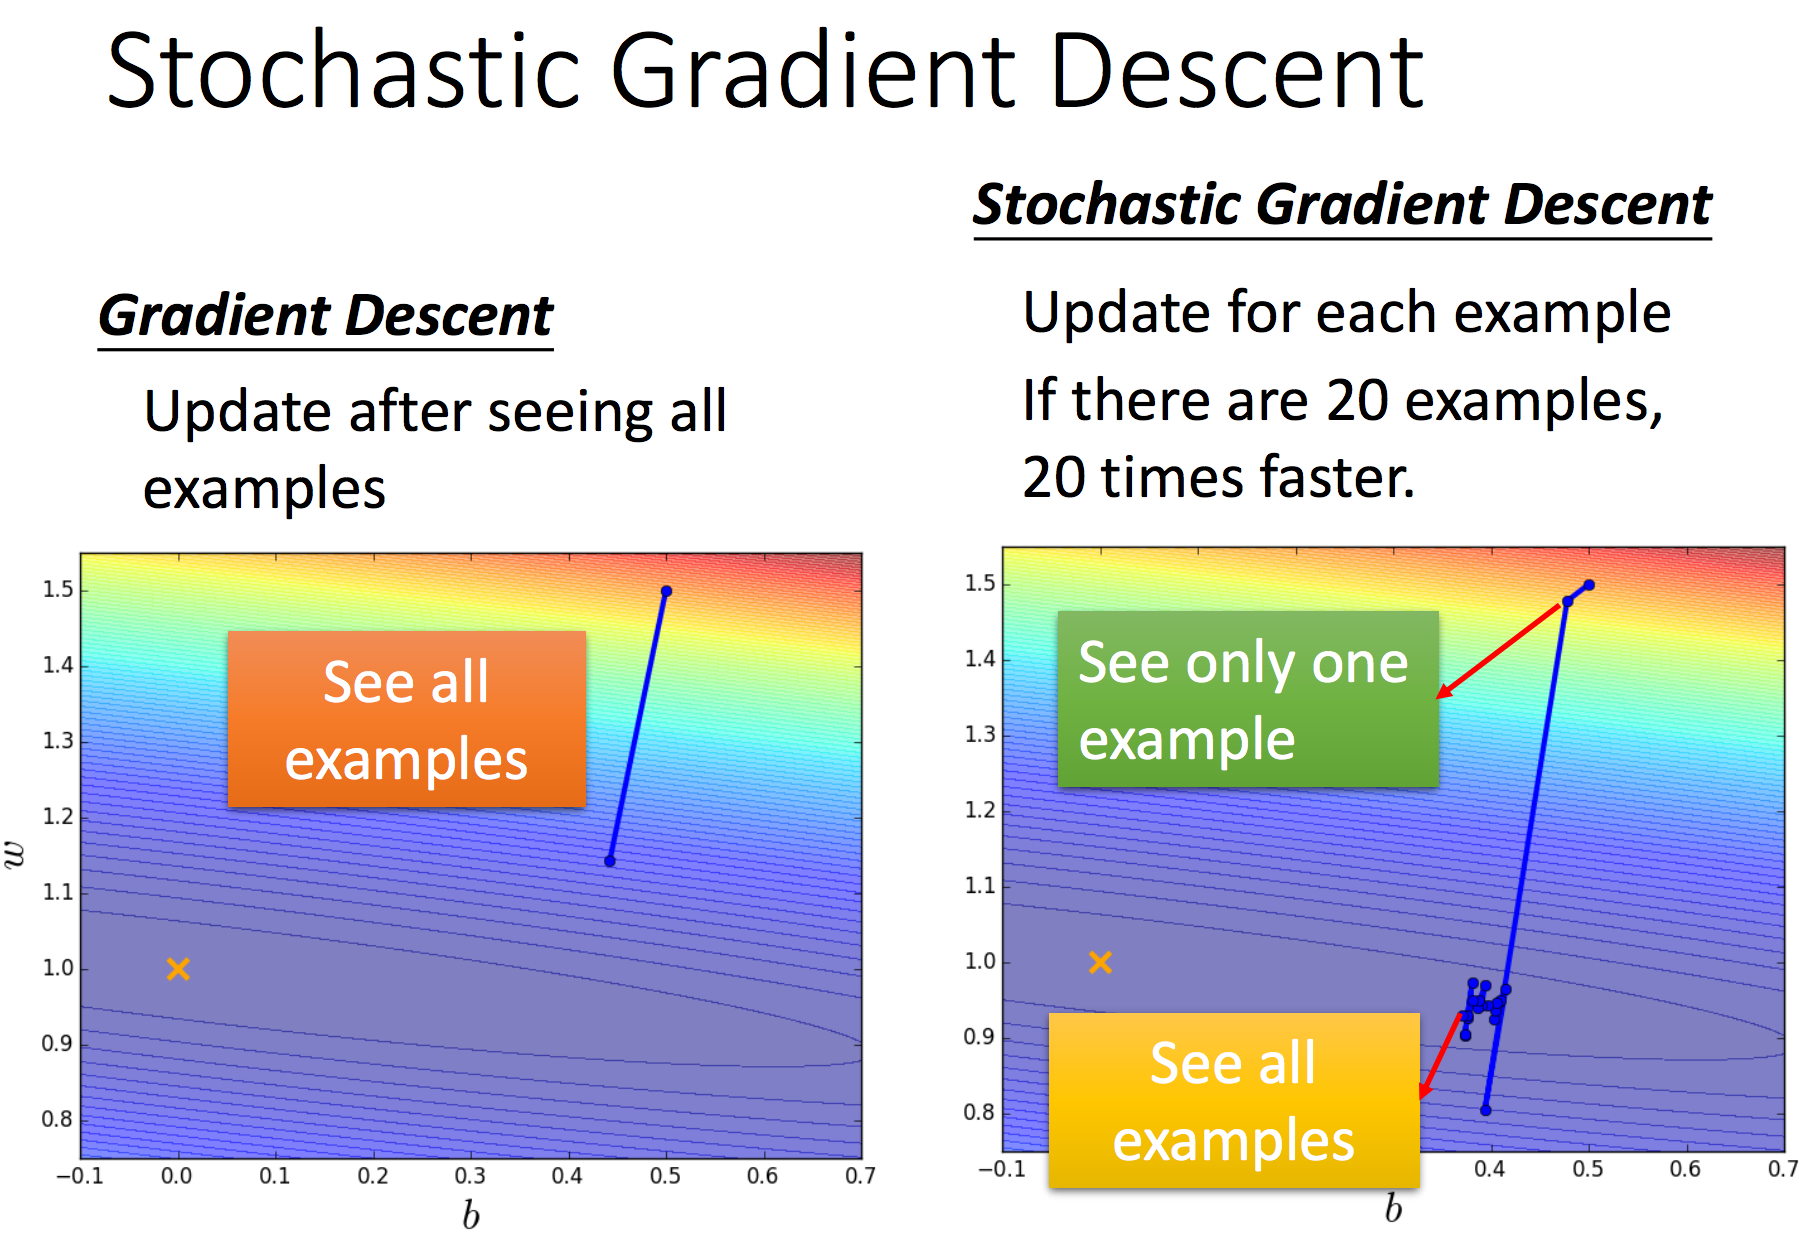 Stochastic Gradient Descent
Gradient Descent
Update after seeing all
examples
See all
examples
1.5
1.4
1.3
1.2
1.1
1.0
0.9
0.8
w
−0.1 0.0 0.1 0.2 0.3 0.4 0.5 0.6 0.7
b
Stochastic Gradient Descent
Update for each example
If there are 20 examples,
20 times faster.
See only one
example
See all
examples
1.5
1.4
1.3
1.2
1.1
1.0
0.9
0.8
−0.1 0.4 0.5 0.6 0.7
b